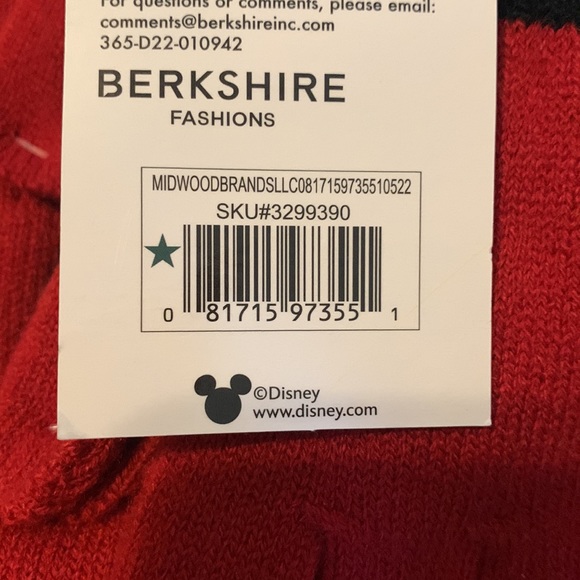 For questions or comments, please email:
comments@berkshireinc.com
365-D22-010942
BERKSHIRE
FASHIONS
MIDWOODBRANDSLLC0817159735510522
SKU#3299390
0 81715 97355 1
©Disney
www.disney.com